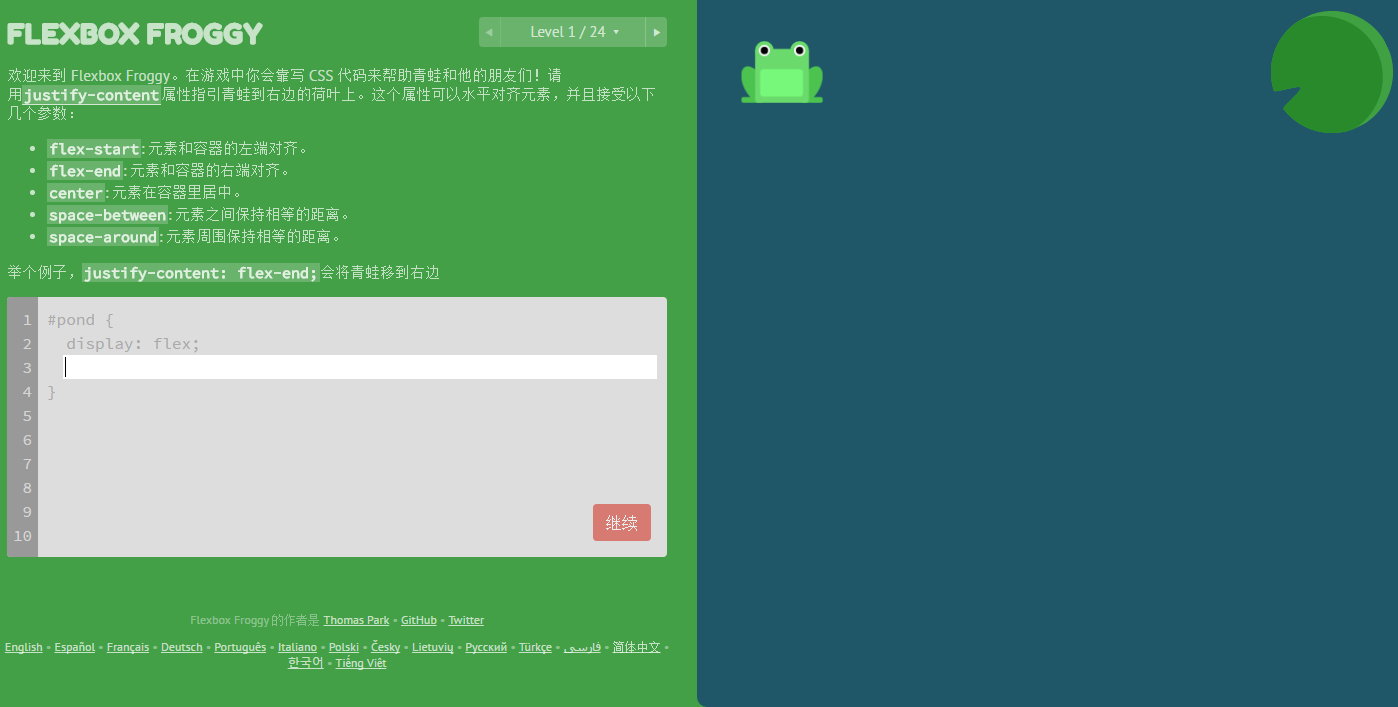 FLEXBOX FROGGY
◀ Level 1 / 24 ▾ ▶
欢迎来到 Flexbox Froggy。在游戏中你会靠写 CSS 代码来帮助青蛙和他的朋友们！请
用justify-content属性指引青蛙到右边的荷叶上。这个属性可以水平对齐元素，并且接受以下
几个参数：
• flex-start: 元素和容器的左端对齐。
• flex-end: 元素和容器的右端对齐。
• center: 元素在容器里居中。
• space-between: 元素之间保持相等的距离。
• space-around: 元素周围保持相等的距离。
举个例子，justify-content: flex-end;会将青蛙移到右边
1 #pond {
2 display: flex;
3
4 }
5
6
7
8
9
10
继续
Flexbox Froggy 的作者是 Thomas Park • GitHub • Twitter
English • Español • Français • Deutsch • Português • Italiano • Polski • Česky • Lietuvių • Русский • Türkçe • فارسی • 简体中文 •
한국어 • Tiếng Việt